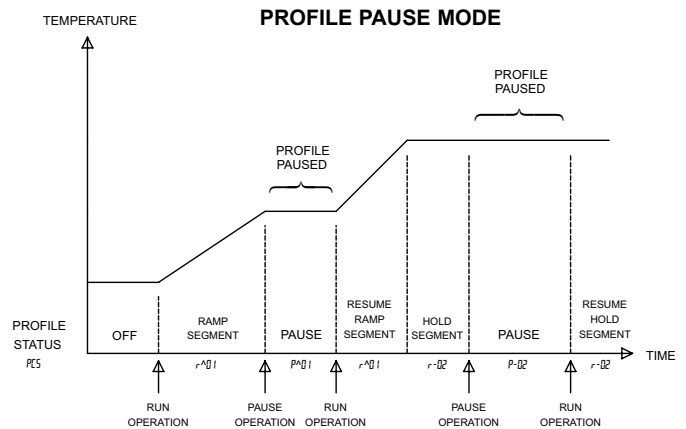 PROFILE PAUSE MODE
TEMPERATURE
PROFILE
PAUSED
PROFILE
PAUSED
PROFILE
STATUS
PCS
OFF
RAMP
SEGMENT
r^01
PAUSE
P^01
RESUME
RAMP
SEGMENT
r^01
HOLD
SEGMENT
r-02
PAUSE
P-02
RESUME
HOLD
SEGMENT
r-02
TIME
RUN
OPERATION
PAUSE
OPERATION
RUN
OPERATION
PAUSE
OPERATION
RUN
OPERATION